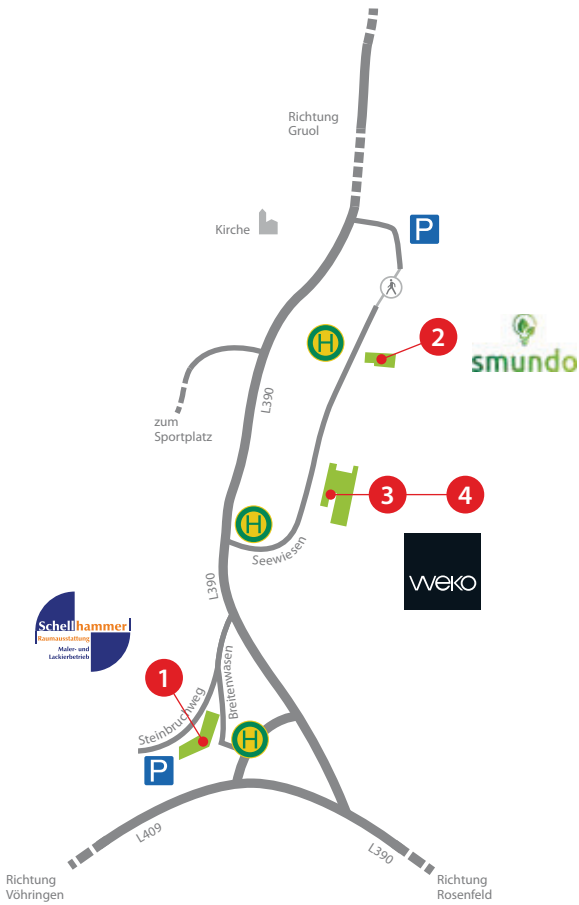 Richtung
Gruol
Kirche
P
H
2
smundo
L390
zum
Sportplatz
3
4
H
Seewiesen
weko
L390
Schellhammer
Raumausstattung
Maler- und
Lackierbetrieb
1
Steinbruchweg
Breitenwasen
H
P
L409
L390
Richtung
Vöhringen
Richtung
Rosenfeld